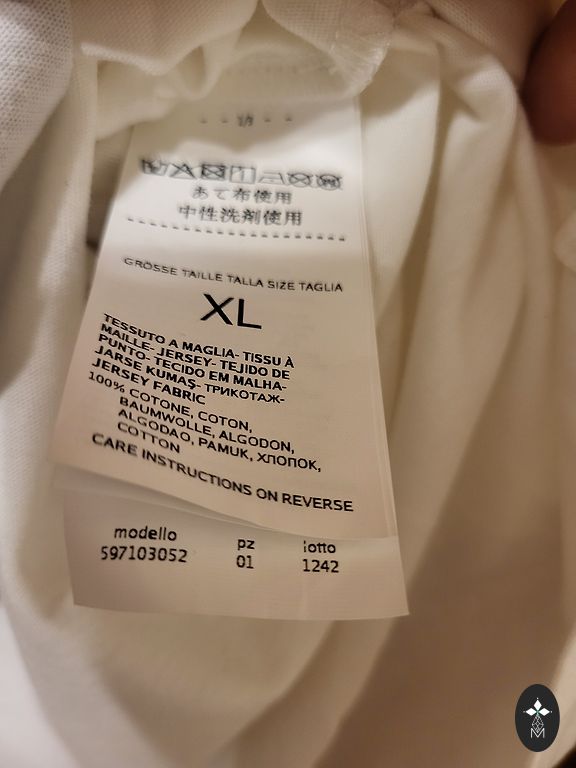 あて布使用
中性洗剤使用
GRÖSSE TAILLE TALLA SIZE TAGLIA
XL
TESSUTO A MAGLIA- TISSU À
MAILLE- JERSEY- TEJIDO DE
PUNTO- TECIDO EM MALHA-
JARSE KUMAŞ- ТРИКОТАЖ-
JERSEY FABRIC
100% COTONE, COTON,
BAUMWOLLE, ALGODON,
ALGODAO, PAMUK, ХЛОПОК,
COTTON
CARE INSTRUCTIONS ON REVERSE
modello pz lotto
597103052 01 1242
M